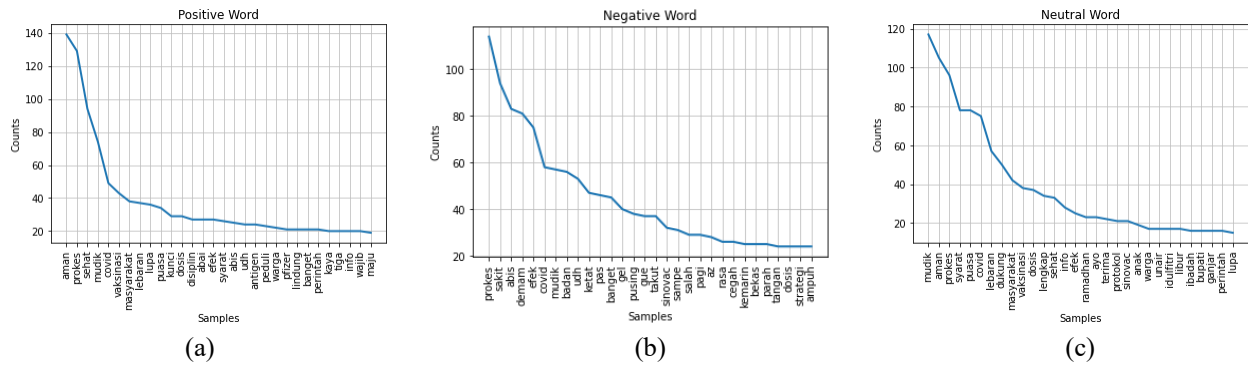 Positive Word
140
120
100
80
60
40
20
Counts
aman
prokes
sehat
mudik
covid
vaksinasi
masyarakat
lebaran
lupa
puasa
kunci
dosis
disiplin
abai
efek
syarat
abis
udh
antigen
peduli
warga
pfizer
lindung
banget
perintah
kaya
tiga
info
wajib
maju
Samples
(a)
Negative Word
100
80
60
40
20
Counts
prokes
sakit
abis
demam
efek
covid
mudik
badan
udh
ketat
pas
banget
gel
pusing
gue
takut
sinovac
sampe
salah
pagi
az
rasa
cegah
kemarin
bekas
parah
tangan
dosis
strategi
ampuh
Samples
(b)
Neutral Word
120
100
80
60
40
20
Counts
mudik
aman
prokes
syarat
puasa
covid
lebaran
dukung
masyarakat
vaksinasi
dosis
lengkap
sehat
info
efek
ramadhan
ayo
terima
protokol
sinovac
anak
warga
unair
idulfitri
libur
ibadah
bupati
ganjar
perintah
lupa
Samples
(c)